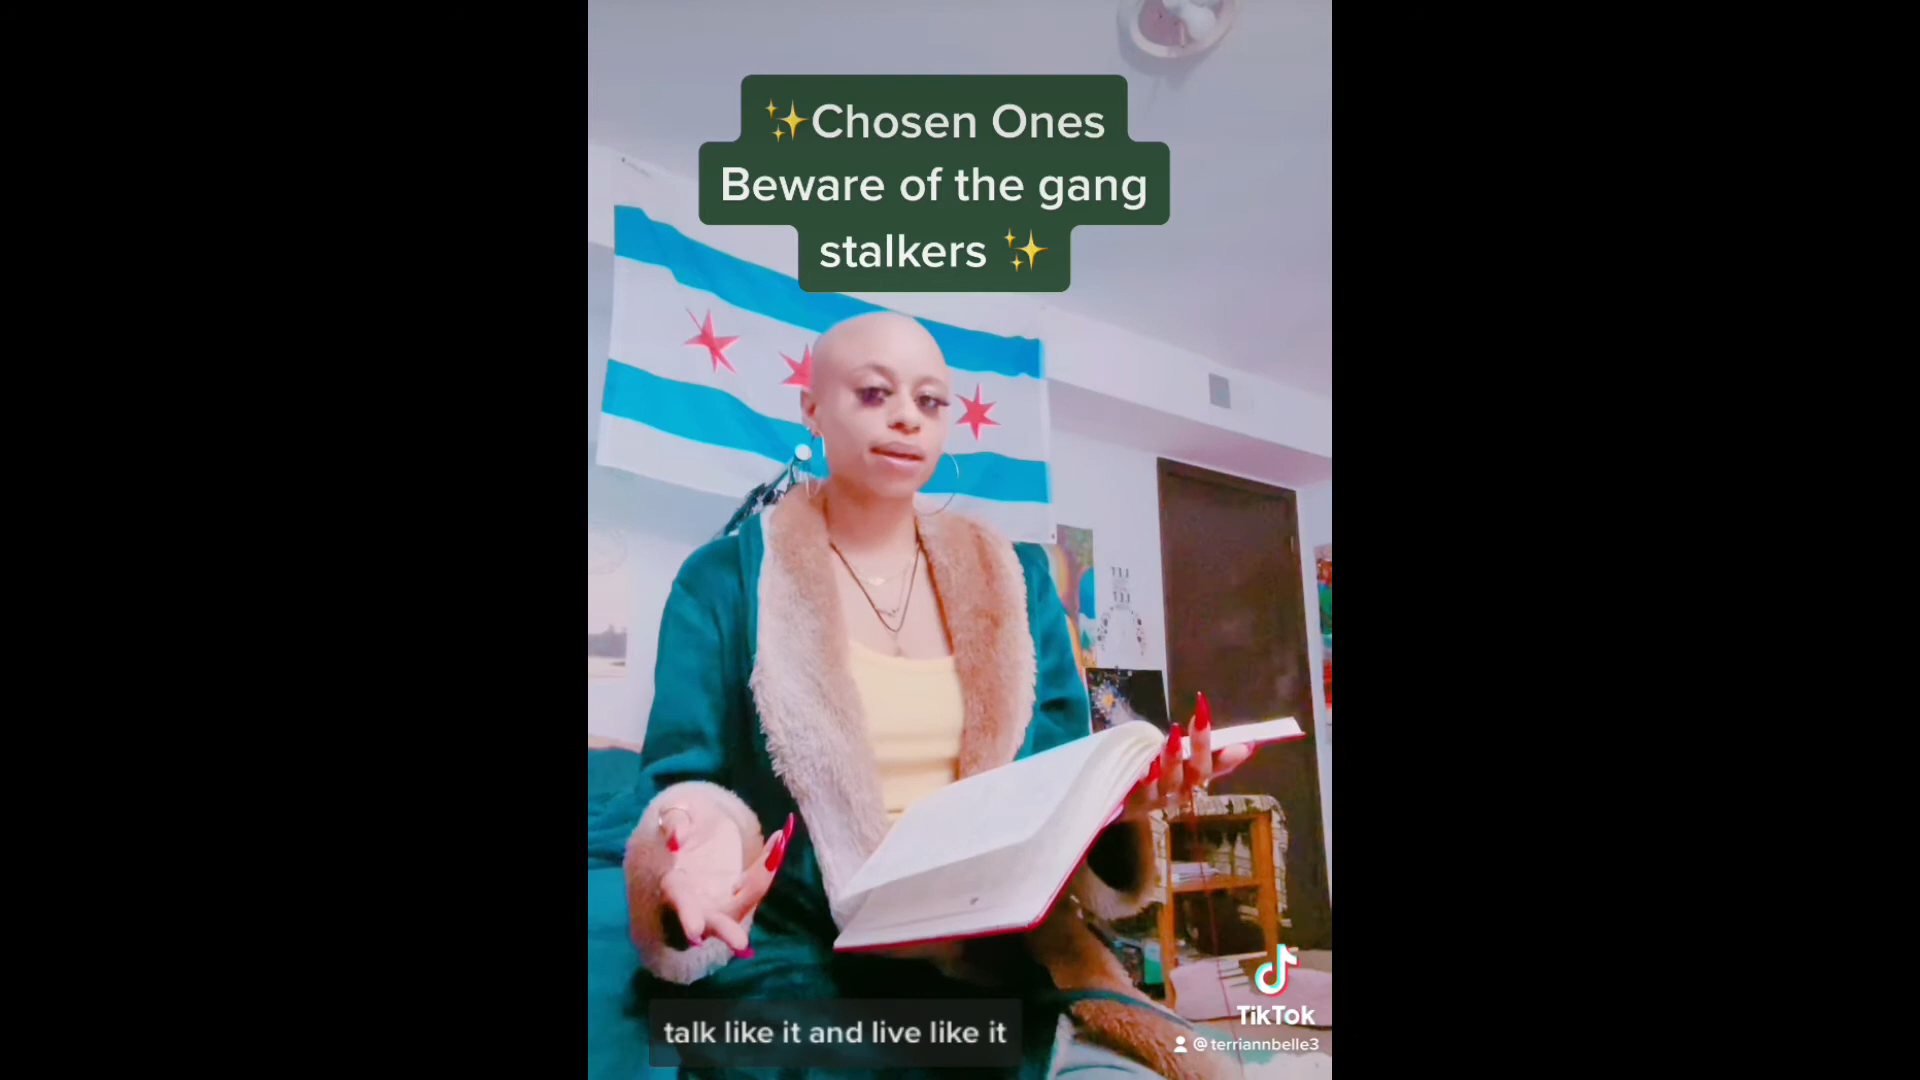 ✨Chosen Ones
Beware of the gang
stalkers ✨
talk like it and live like it
TikTok
@terriannbelle3